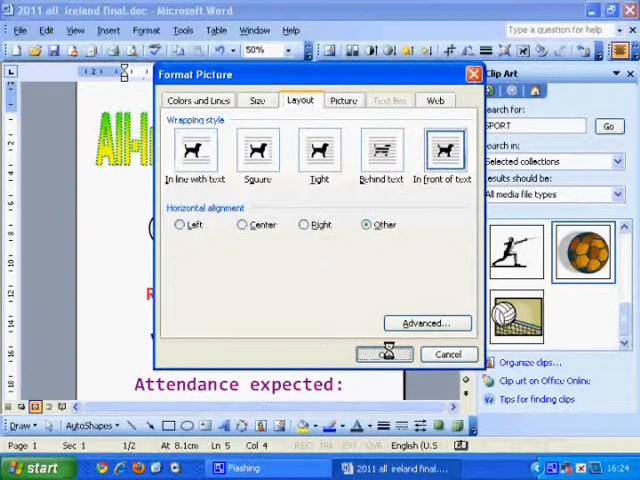 2011 all ireland final.doc - Microsoft Word
File Edit View Insert Format Tools Table Window Help
Type a question for help
50%
Format Picture
Clip Art
Colors and Lines Size Layout Picture Text Box Web
Search for:
SPORT
Go
Search in:
Selected collections
Results should be:
All media file types
Wrapping style
In line with text Square Tight Behind text In front of text
Horizontal alignment
Left Center Right Other
Advanced...
Cancel
Attendance expected:
Organize clips...
Clip art on Office Online
Tips for finding clips
Draw AutoShapes
Page 1 Sec 1 1/2 At 8.1cm Ln 5 Col 4 REC TRK EXT OVR English (U.S
start
Flashing
2011 all ireland final....
16:24